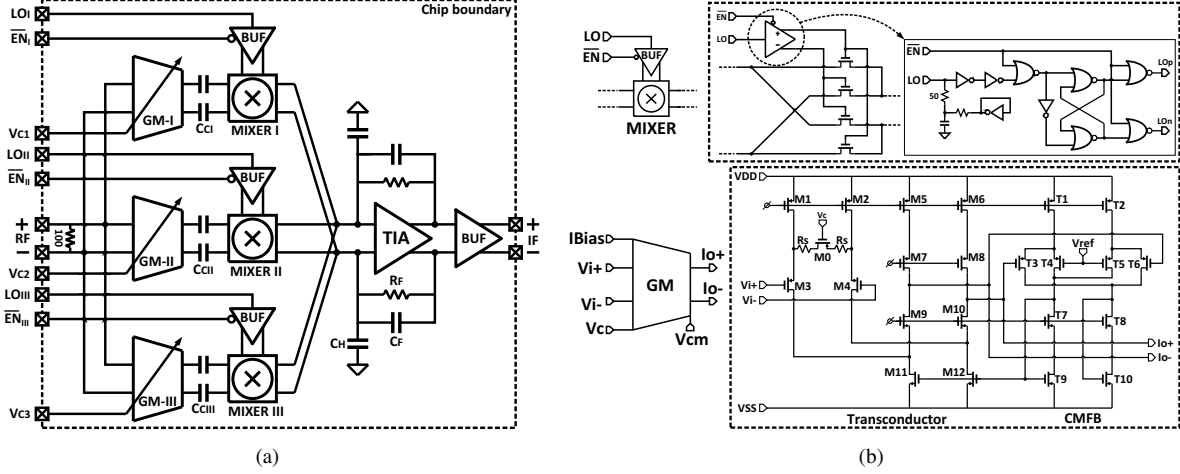 LOI
Chip boundary
ENI
BUF
GM-I
CCI
MIXER I
VC1
LOII
ENII
BUF
+
RF
−
100
GM-II
CCII
MIXER II
TIA
BUF
+
IF
−
VC2
LOIII
ENIII
RF
CF
CH
BUF
GM-III
CCIII
MIXER III
VC3
(a)
LO
EN
BUF
MIXER
EN
LO
+
−
EN
LO
50
LOp
LOn
IBias
Vi+
Vi-
Vc
GM
Io+
Io-
Vcm
VDD
M1
M2
M5
M6
T1
T2
Vc
Rs
Rs
M0
M7
M8
T3
T4
Vref
T5
T6
Vi+
Vi-
M3
M4
M9
M10
T7
T8
Io+
Io-
M11
M12
T9
T10
VSS
Transconductor
CMFB
(b)